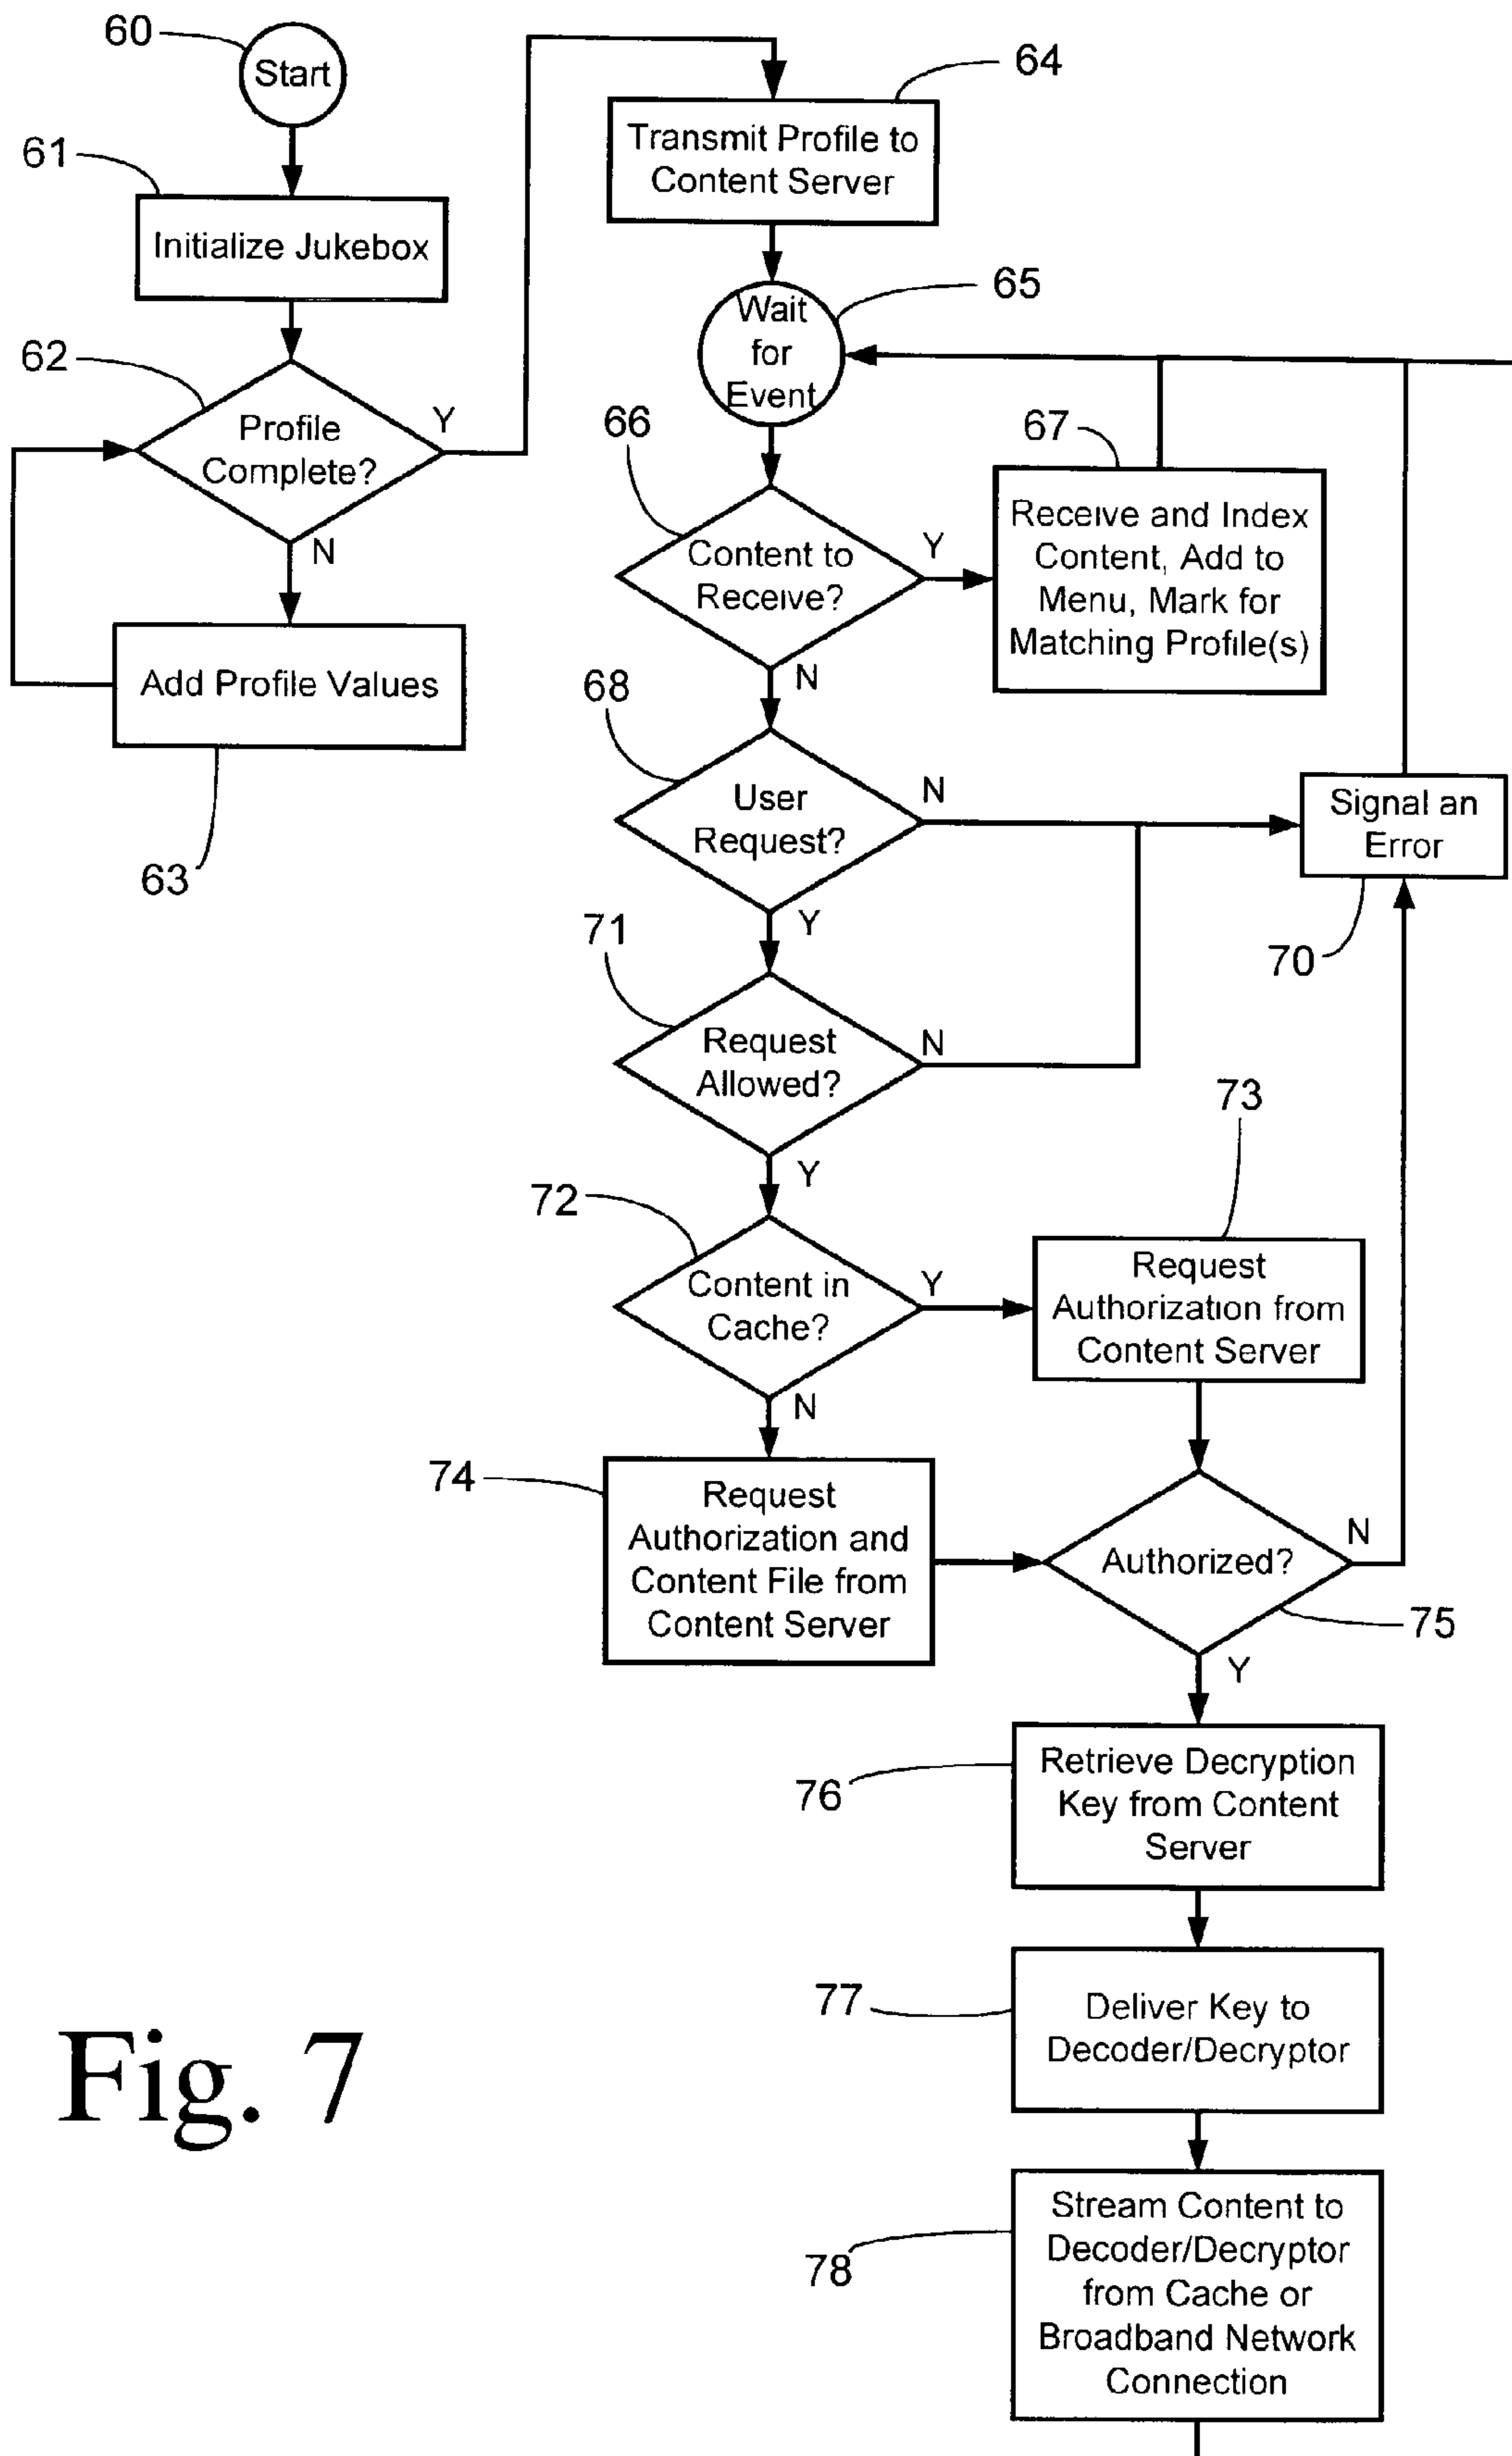 60
Start
61
Initialize Jukebox
62
Profile
Complete?
Y
N
Add Profile Values
63
64
Transmit Profile to
Content Server
65
Wait
for
Event
66
Content to
Receive?
Y
N
67
Receive and Index
Content, Add to
Menu, Mark for
Matching Profile(s)
68
User
Request?
N
Y
Signal an
Error
70
71
Request
Allowed?
N
Y
72
Content in
Cache?
Y
N
73
Request
Authorization from
Content Server
74
Request
Authorization and
Content File from
Content Server
Authorized?
N
75
Y
76
Retrieve Decryption
Key from Content
Server
77
Deliver Key to
Decoder/Decryptor
78
Stream Content to
Decoder/Decryptor
from Cache or
Broadband Network
Connection
Fig. 7